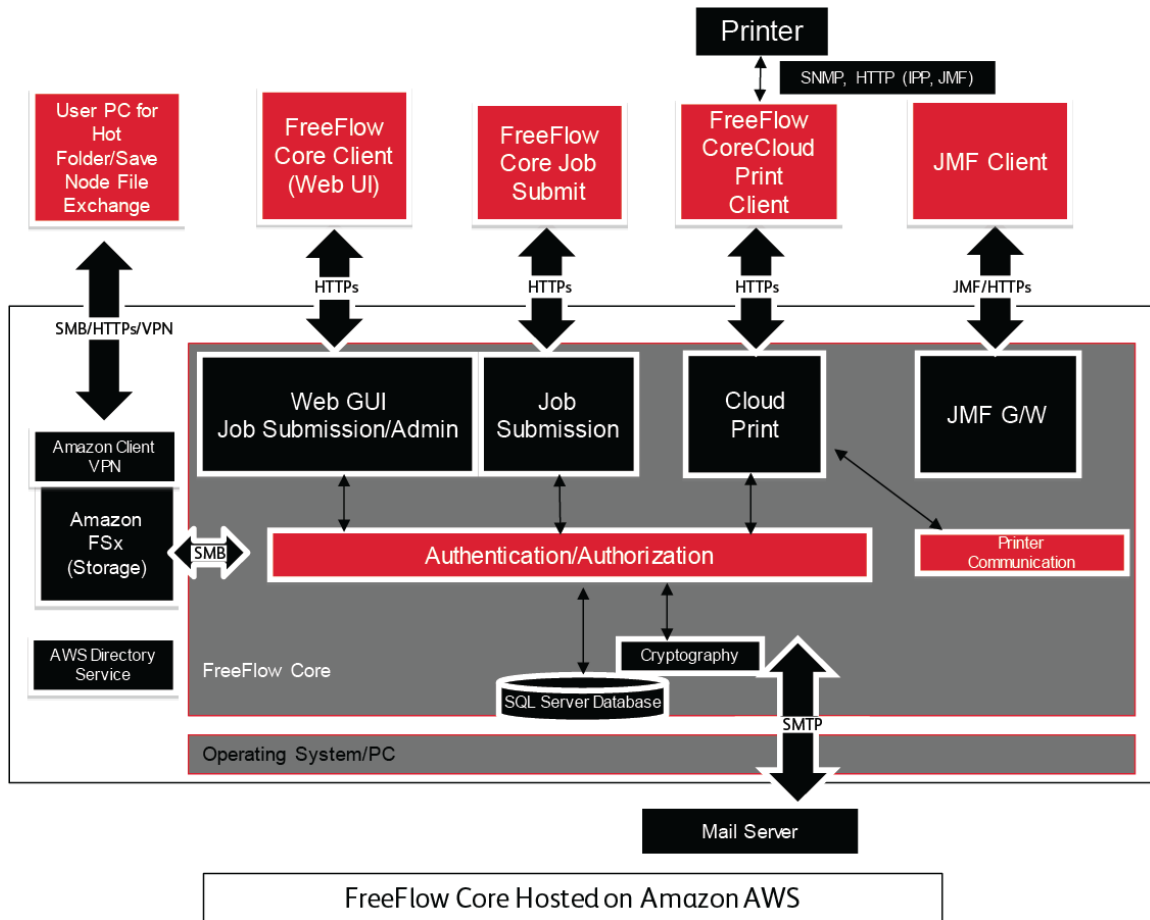 Printer
SNMP, HTTP (IPP, JMF)
User PC for
Hot
Folder/Save
Node File
Exchange
FreeFlow
Core Client
(Web UI)
FreeFlow
Core Job
Submit
FreeFlow
CoreCloud
Print
Client
JMF Client
HTTPs
HTTPs
HTTPs
JMF/HTTPs
SMB/HTTPs/VPN
Web GUI
Job Submission/Admin
Job
Submission
Cloud
Print
JMF G/W
Amazon Client
VPN
Amazon
FSx
(Storage)
SMB
Authentication/Authorization
Printer
Communication
AWS Directory
Service
FreeFlow Core
Cryptography
SQL Server Database
SMTP
Operating System/PC
Mail Server
FreeFlow Core Hosted on Amazon AWS